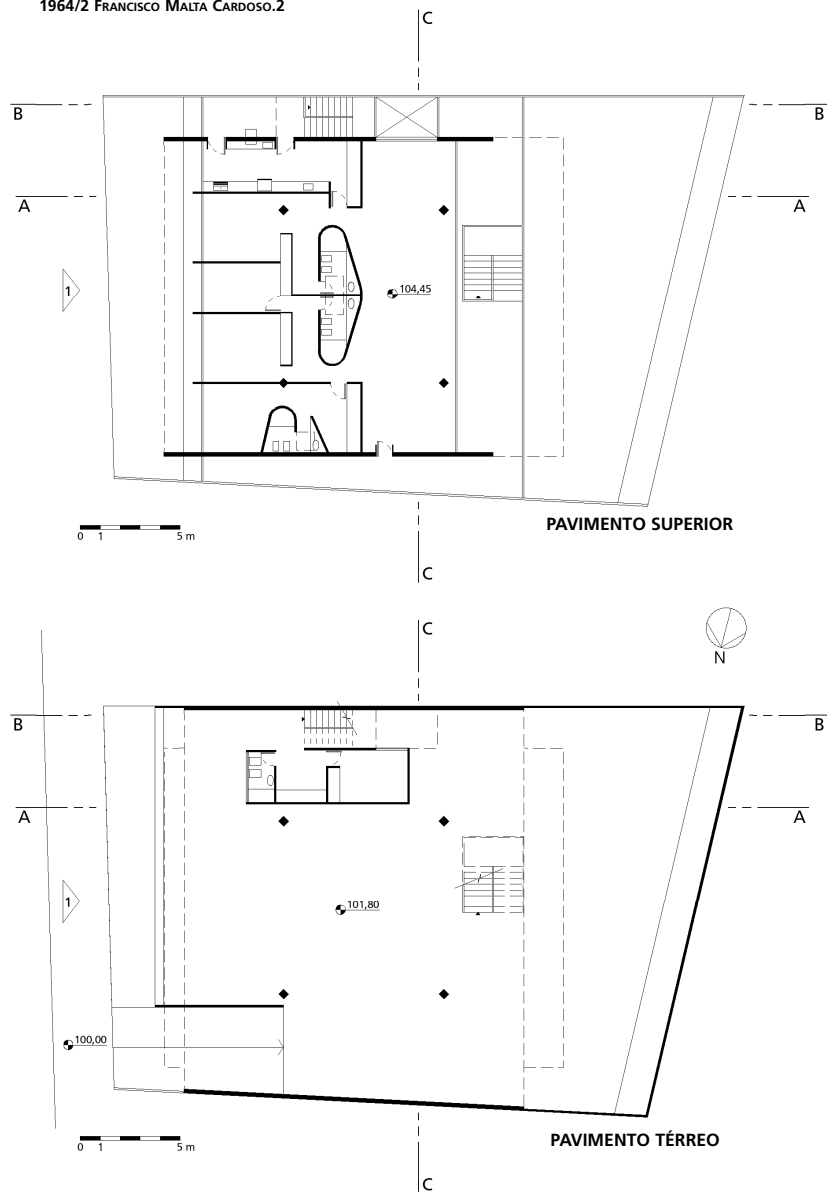 1964/2 Francisco Malta Cardoso.2
C
B B
A A
1
104,45
PAVIMENTO SUPERIOR
0 1 5 m
C
C
N
B B
A A
1
101,80
100,00
PAVIMENTO TÉRREO
0 1 5 m
C